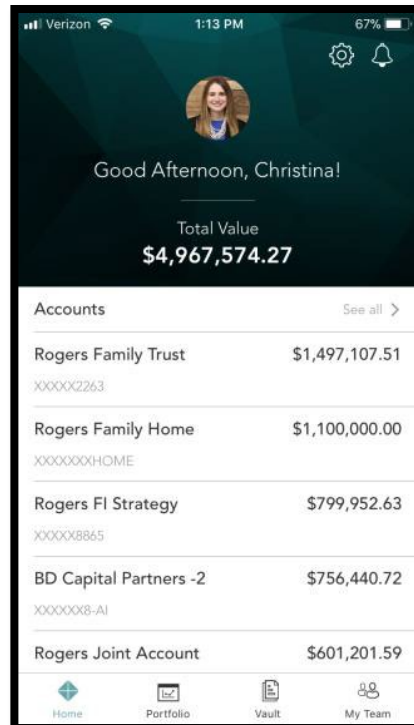 Verizon 1:13 PM 67%
Good Afternoon, Christina!
Total Value
$4,967,574.27
Accounts See all >
Rogers Family Trust $1,497,107.51
XXXXX2263
Rogers Family Home $1,100,000.00
XXXXXXXHOME
Rogers FI Strategy $799,952.63
XXXXX8865
BD Capital Partners -2 $756,440.72
XXXXXX8-AI
Rogers Joint Account $601,201.59
Home Portfolio Vault My Team